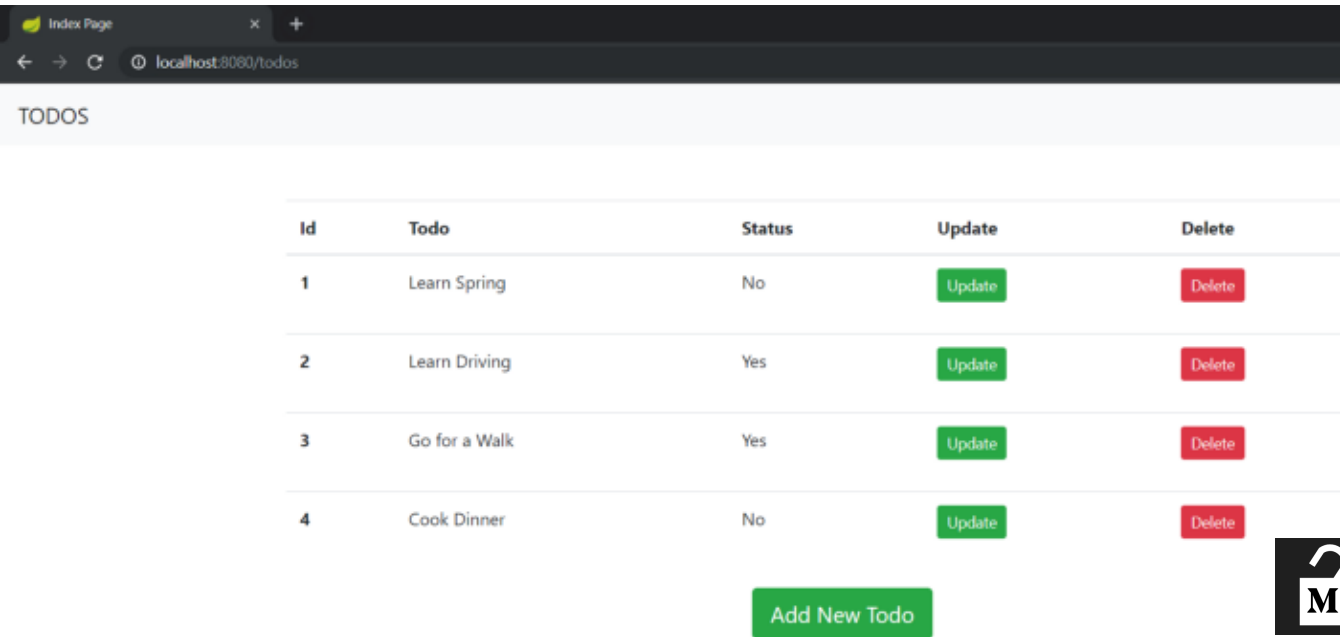 Index Page
localhost:8080/todos
TODOS
Id Todo Status Update Delete
1 Learn Spring No Update Delete
2 Learn Driving Yes Update Delete
3 Go for a Walk Yes Update Delete
4 Cook Dinner No Update Delete
Add New Todo
M